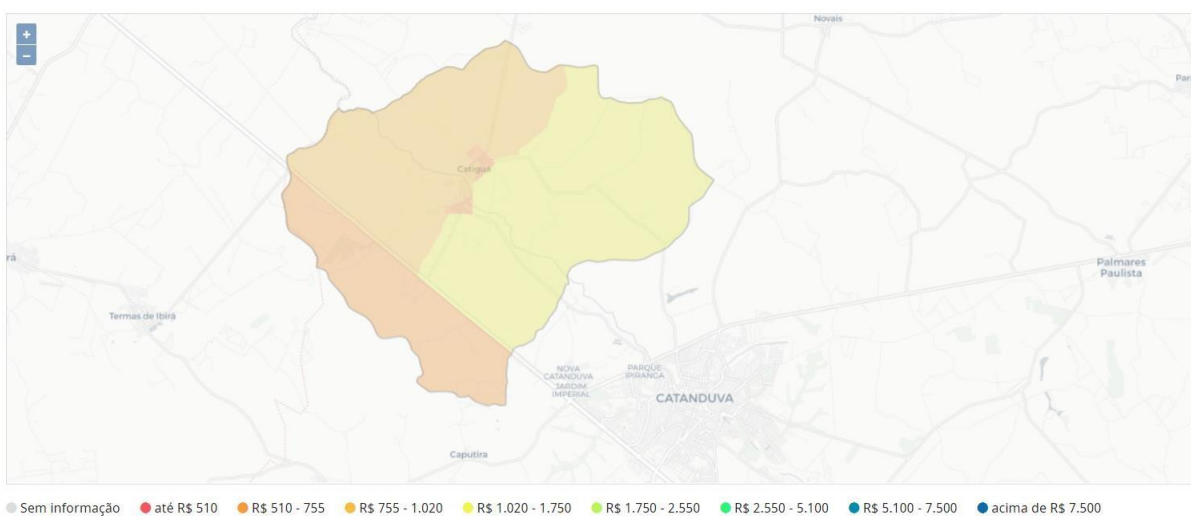 +
−
Novais
Par
Catiguá
rá
Palmares
Paulista
Termas de Ibirá
NOVA
CATANDUVA
JARDIM
IMPERIAL
PARQUE
IPIRANGA
CATANDUVA
Caputira
Sem informação até R$ 510 R$ 510 - 755 R$ 755 - 1.020 R$ 1.020 - 1.750 R$ 1.750 - 2.550 R$ 2.550 - 5.100 R$ 5.100 - 7.500 acima de R$ 7.500